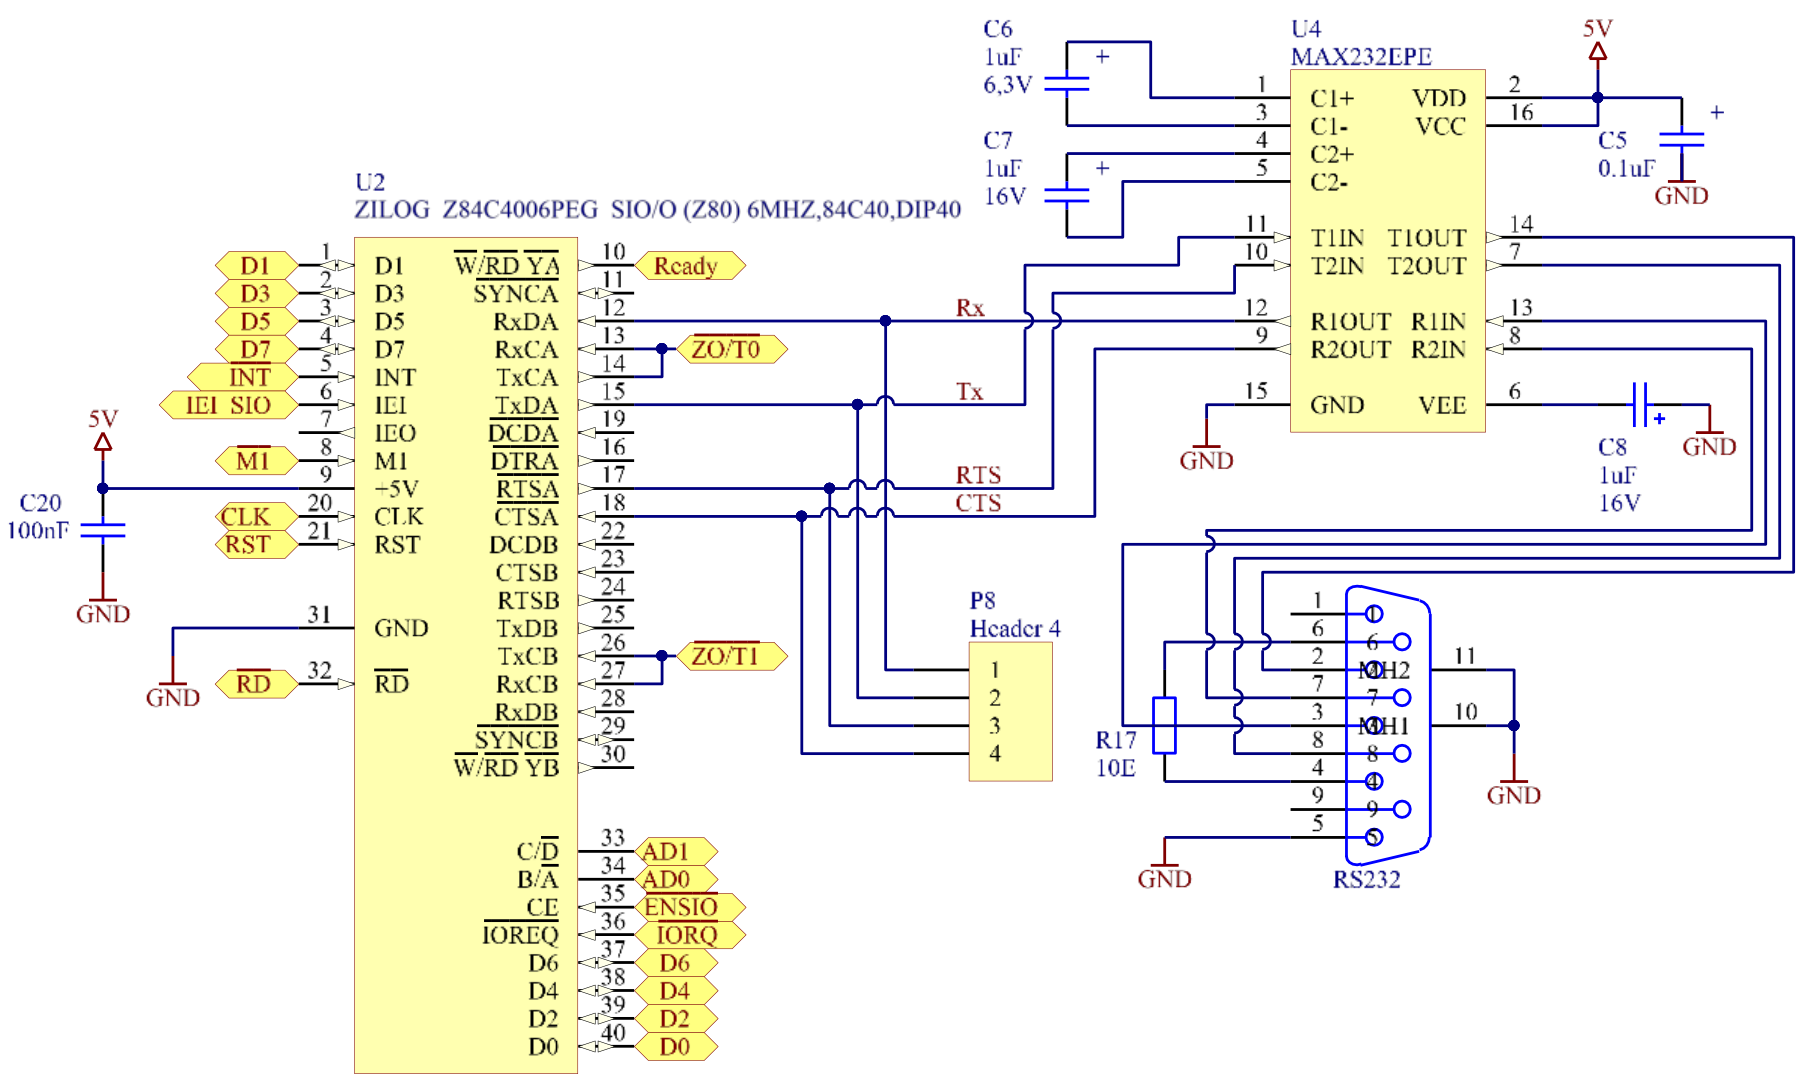 C6
1uF
6,3V
+
C7
1uF
16V
+
U4
MAX232EPE
1 C1+
3 C1-
4 C2+
5 C2-
11 T1IN
10 T2IN
12 R1OUT
9 R2OUT
15 GND
VDD 2
VCC 16
T1OUT 14
T2OUT 7
R1IN 13
R2IN 8
VEE 6
5V
+
C5
0.1uF
GND
GND
C8
1uF
16V
+
GND
U2
ZILOG Z84C4006PEG SIO/O (Z80) 6MHZ,84C40,DIP40
D1 1 D1
D3 2 D3
D5 3 D5
D7 4 D7
INT 5 INT
IEI SIO 6 IEI
7 IEO
M1 8 M1
9 +5V
CLK 20 CLK
RST 21 RST
31 GND
RD 32 RD
5V
C20
100nF
GND
GND
W/RD YA 10 Ready
SYNCA 11
RxDA 12
RxCA 13 ZO/T0
TxCA 14
TxDA 15
DCDA 19
DTRA 16
RTSA 17
CTSA 18
DCDB 22
CTSB 23
RTSB 24
TxDB 25
TxCB 26 ZO/T1
RxCB 27
RxDB 28
SYNCB 29
W/RD YB 30
C/D 33 AD1
B/A 34 AD0
CE 35 ENSIO
IOREQ 36 IORQ
D6 37 D6
D4 38 D4
D2 39 D2
D0 40 D0
Rx
Tx
RTS
CTS
P8
Header 4
1
2
3
4
R17
10E
1 1
6 6
2 MH2 11
7 7
3 MH1 10
8 8
4 4
9 9
5 5
GND
GND
RS232